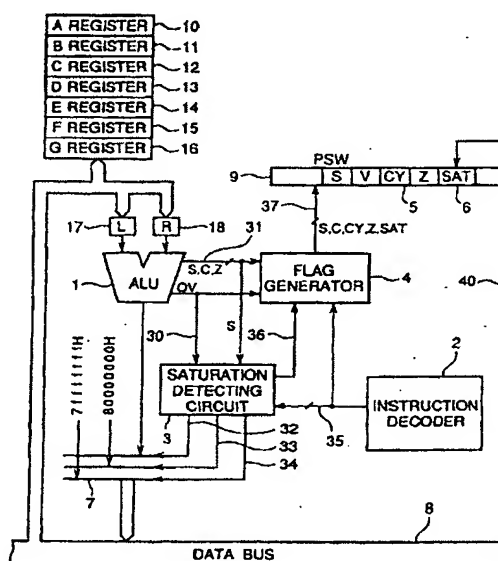 A REGISTER 10
B REGISTER 11
C REGISTER 12
D REGISTER 13
E REGISTER 14
F REGISTER 15
G REGISTER 16
PSW
9 S V CY Z SAT
5 6
37
S,C,CY,Z,SAT
17 L R 18
31
S,C,Z
1 ALU
OV
FLAG GENERATOR 4
40
30 S 36
2
7fffffffH
80000000H
SATURATION DETECTING CIRCUIT
INSTRUCTION DECODER
3 32 35
33
34
7
8
DATA BUS